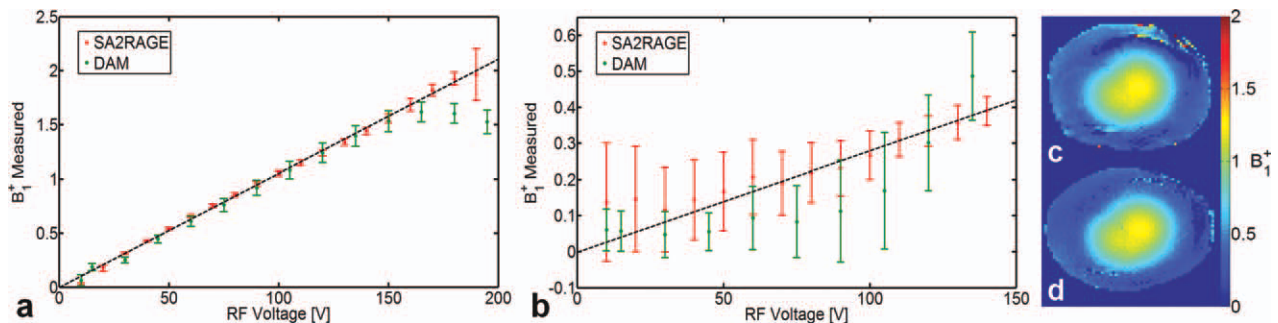 2.5
2
1.5
1
0.5
0
SA2RAGE
DAM
B₁⁺ Measured
0 50 100 150 200
RF Voltage [V]
a
0.6
0.5
0.4
0.3
0.2
0.1
0
SA2RAGE
DAM
B₁⁺ Measured
0 50 100 150
RF Voltage [V]
b
c
d
2
1.5
1
0.5
0
B₁⁺